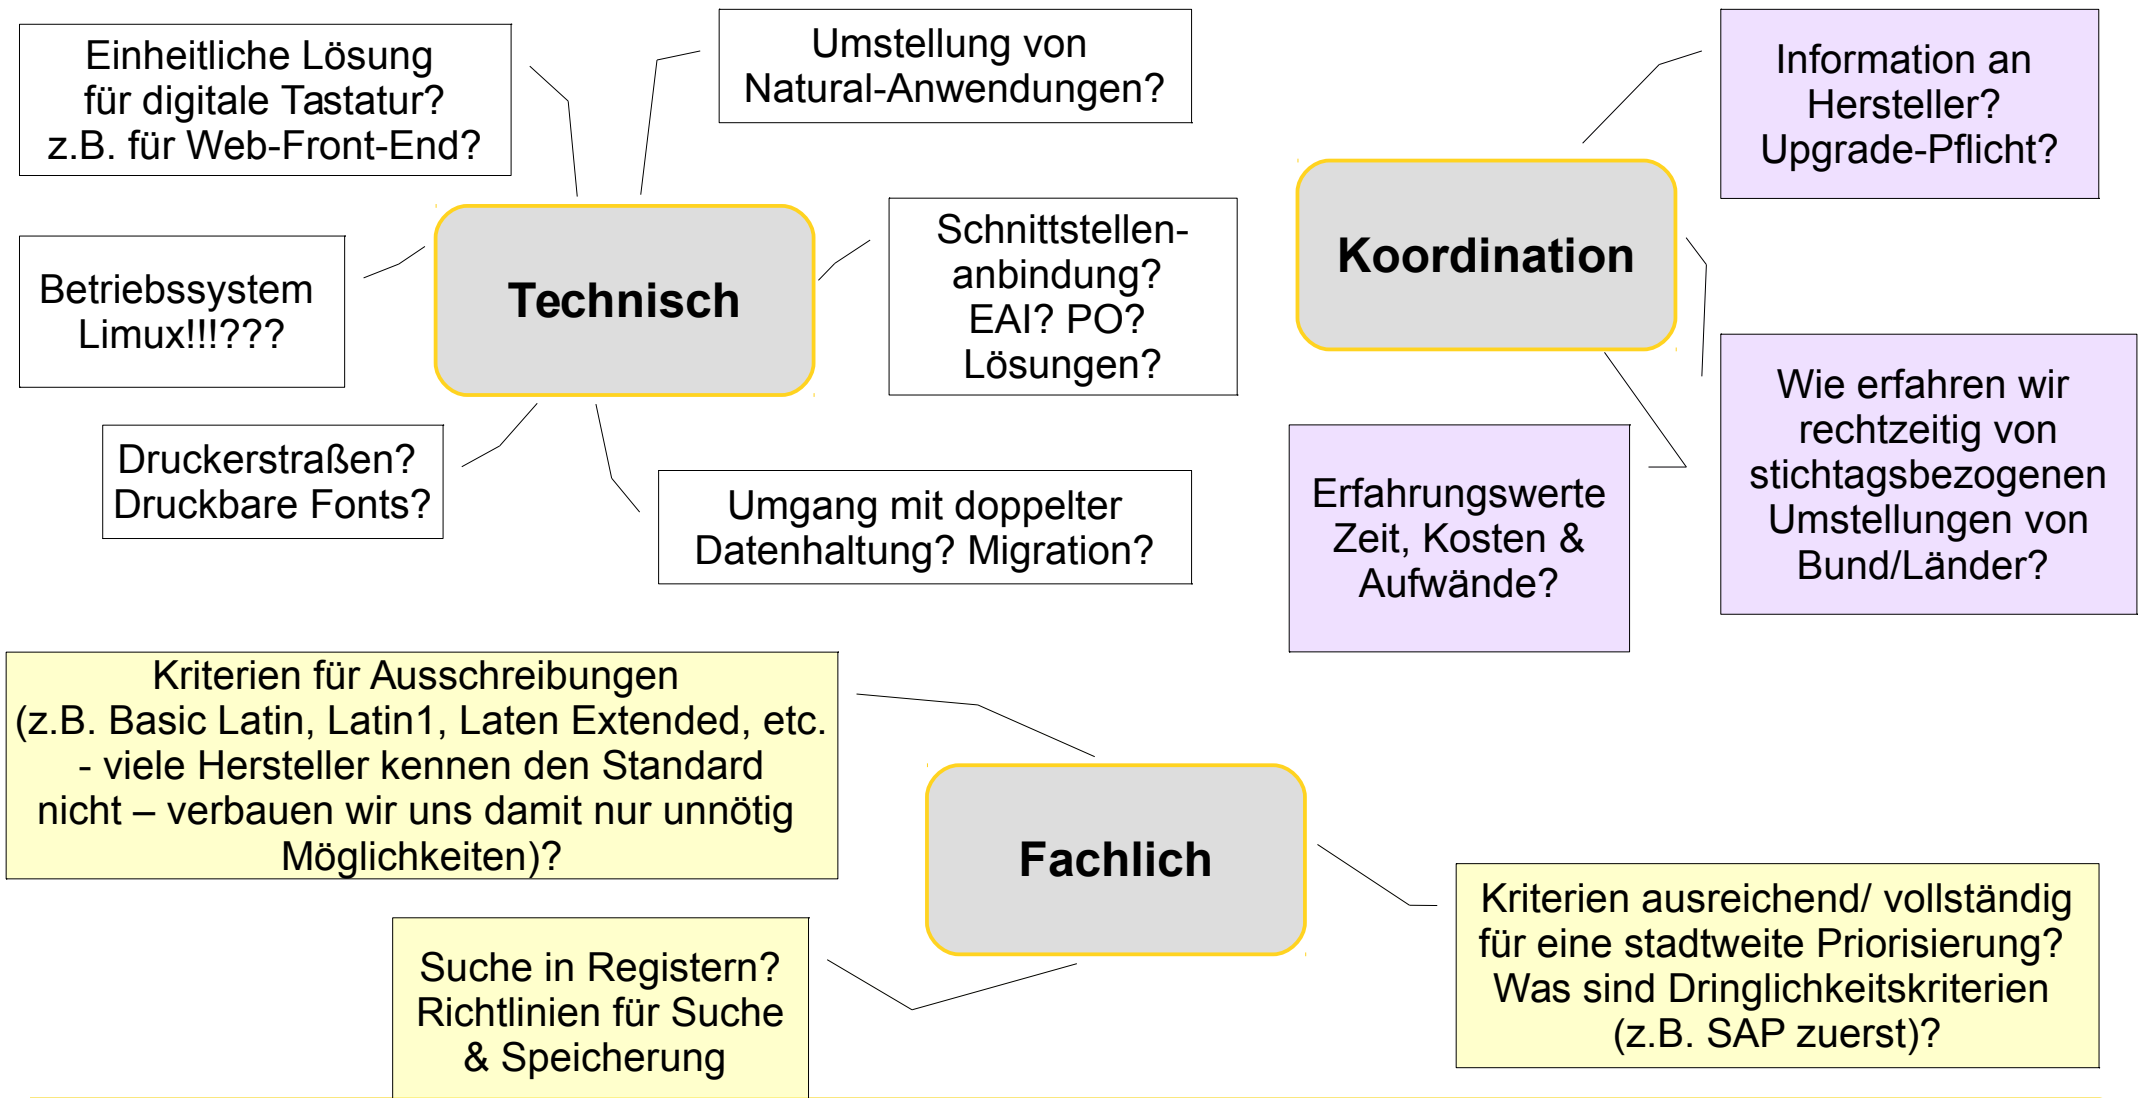 Einheitliche Lösung
für digitale Tastatur?
z.B. für Web-Front-End?
Umstellung von
Natural-Anwendungen?
Information an
Hersteller?
Upgrade-Pflicht?
Betriebssystem
Limux!!!???
Technisch
Schnittstellen-
anbindung?
EAI? PO?
Lösungen?
Koordination
Druckerstraßen?
Druckbare Fonts?
Umgang mit doppelter
Datenhaltung? Migration?
Erfahrungswerte
Zeit, Kosten &
Aufwände?
Wie erfahren wir
rechtzeitig von
stichtagsbezogenen
Umstellungen von
Bund/Länder?
Kriterien für Ausschreibungen
(z.B. Basic Latin, Latin1, Laten Extended, etc.
- viele Hersteller kennen den Standard
nicht – verbauen wir uns damit nur unnötig
Möglichkeiten)?
Fachlich
Suche in Registern?
Richtlinien für Suche
& Speicherung
Kriterien ausreichend/ vollständig
für eine stadtweite Priorisierung?
Was sind Dringlichkeitskriterien
(z.B. SAP zuerst)?